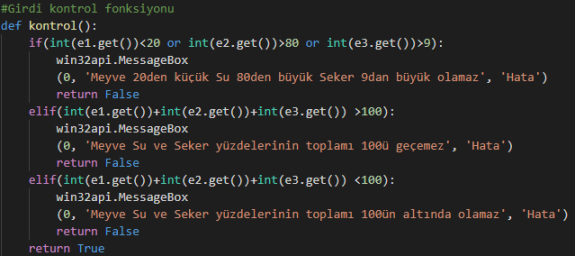 #Girdi kontrol fonksiyonu
def kontrol():
    if(int(e1.get())<20 or int(e2.get())>80 or int(e3.get())>9):
        win32api.MessageBox
        (0, 'Meyve 20den küçük Su 80den büyük Seker 9dan büyük olamaz', 'Hata')
        return False
    elif(int(e1.get())+int(e2.get())+int(e3.get()) >100):
        win32api.MessageBox
        (0, 'Meyve Su ve Seker yüzdelerinin toplamı 100ü geçemez', 'Hata')
        return False
    elif(int(e1.get())+int(e2.get())+int(e3.get()) <100):
        win32api.MessageBox
        (0, 'Meyve Su ve Seker yüzdelerinin toplamı 100ün altında olamaz', 'Hata')
        return False
    return True